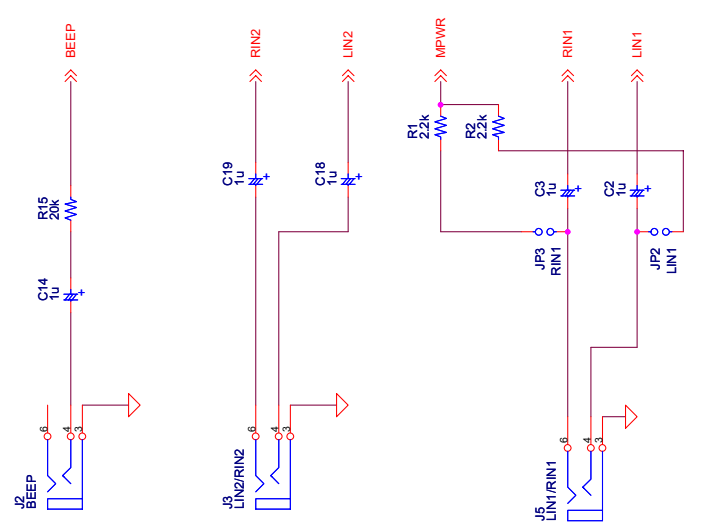 BEEP
RIN2
LIN2
MPWR
RIN1
LIN1
R1
2.2k
R2
2.2k
C19
1u
C18
1u
C3
1u
C2
1u
R15
20k
JP3
RIN1
JP2
LIN1
C14
1u
6
4
3
6
4
3
6
4
3
J2
BEEP
J3
LIN2/RIN2
J5
LIN1/RIN1
+
+
+
+
+